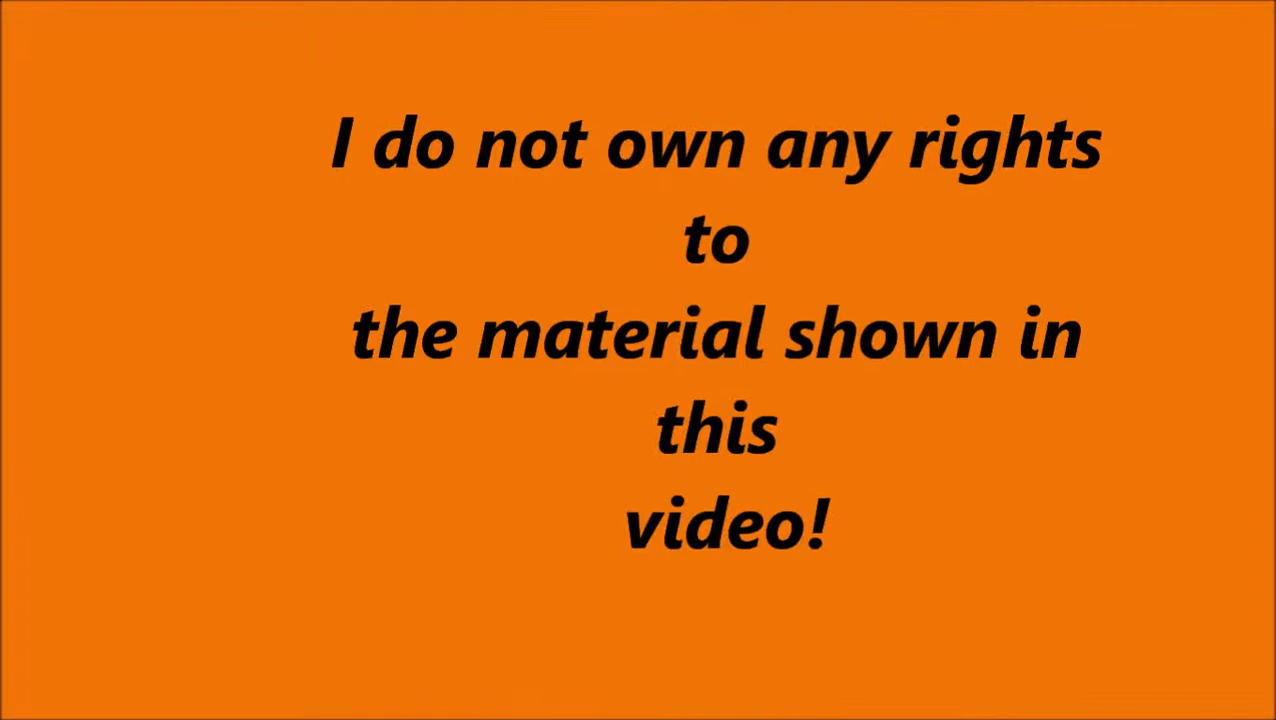 I do not own any rights
to
the material shown in
this
video!